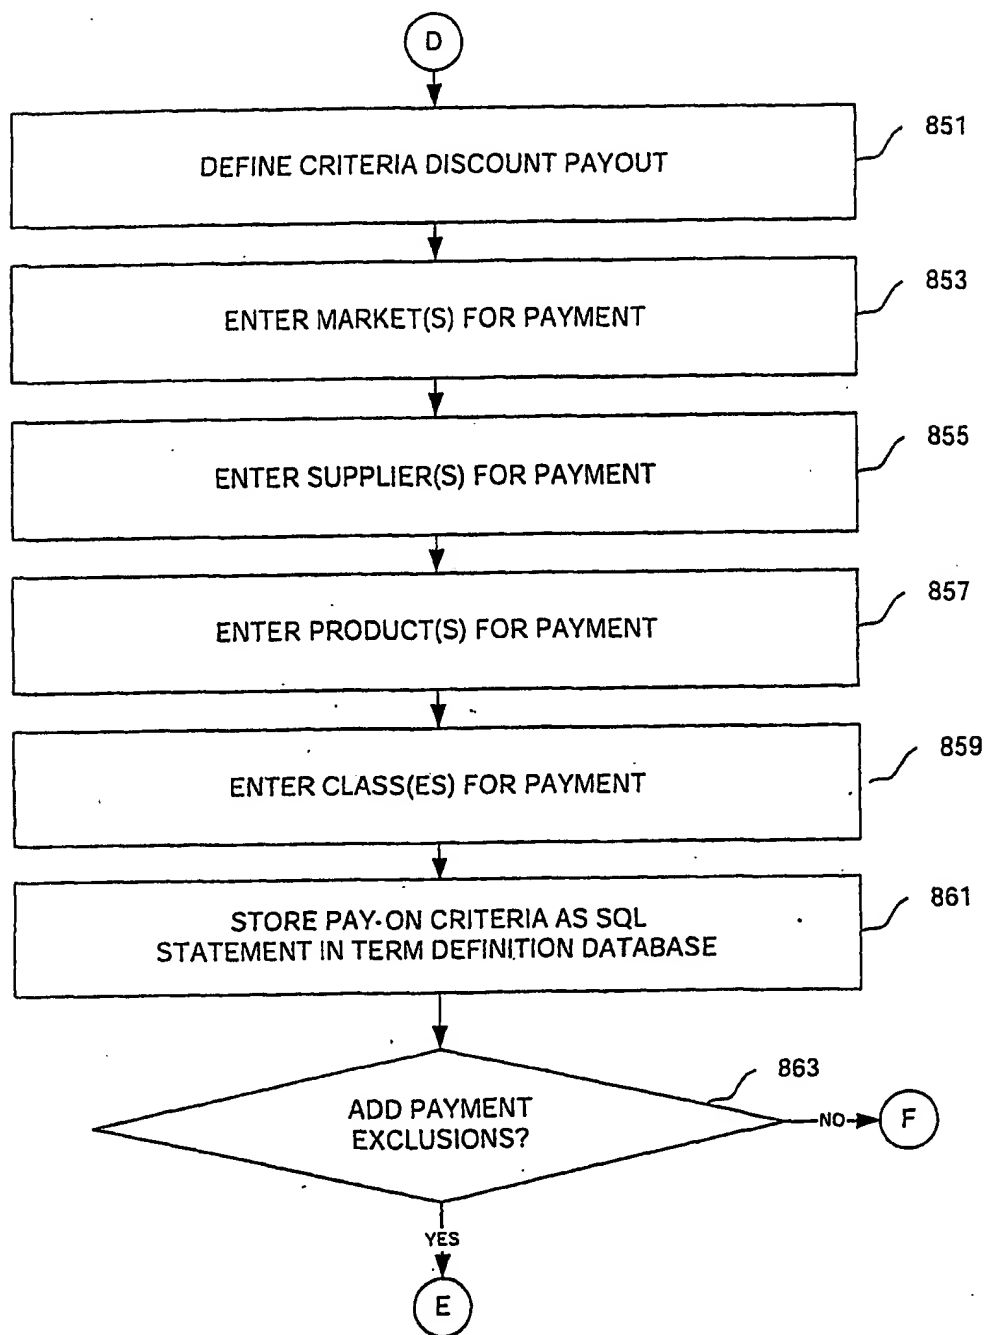 D
851
DEFINE CRITERIA DISCOUNT PAYOUT
853
ENTER MARKET(S) FOR PAYMENT
855
ENTER SUPPLIER(S) FOR PAYMENT
857
ENTER PRODUCT(S) FOR PAYMENT
859
ENTER CLASS(ES) FOR PAYMENT
861
STORE PAY-ON CRITERIA AS SQL
STATEMENT IN TERM DEFINITION DATABASE
863
ADD PAYMENT
EXCLUSIONS?
NO
F
YES
E